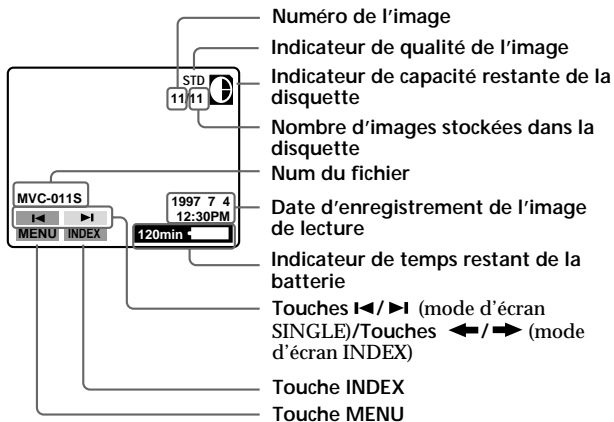 Numéro de l'image
Indicateur de qualité de l'image
Indicateur de capacité restante de la
disquette
Nombre d'images stockées dans la
disquette
Num du fichier
Date d'enregistrement de l'image
de lecture
Indicateur de temps restant de la
batterie
Touches / (mode d'écran
SINGLE)/Touches / (mode
d'écran INDEX)
Touche INDEX
Touche MENU
STD
11/11
MVC-011S
1997 7 4
12:30PM
MENU INDEX
120min